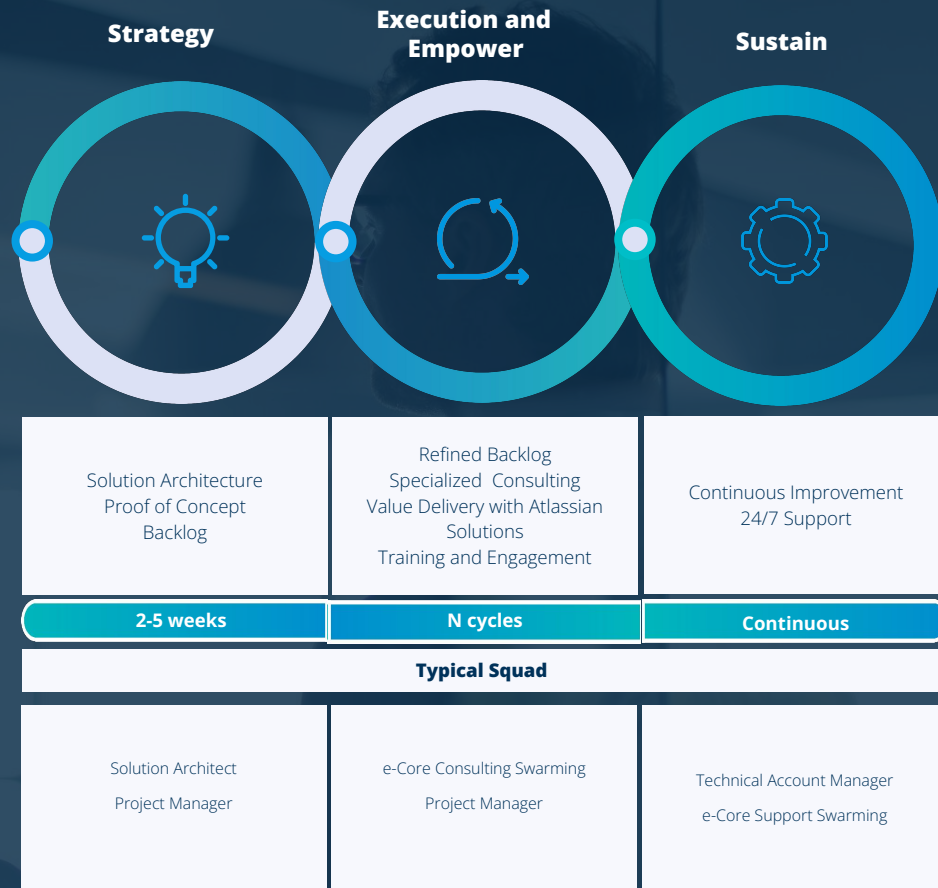 Strategy
Execution and
Empower
Sustain
Solution Architecture
Proof of Concept
Backlog
Refined Backlog
Specialized  Consulting
Value Delivery with Atlassian
Solutions
Training and Engagement
Continuous Improvement
24/7 Support
2-5 weeks
N cycles
Continuous
Typical Squad
Solution Architect
Project Manager
e-Core Consulting Swarming
Project Manager
Technical Account Manager
e-Core Support Swarming